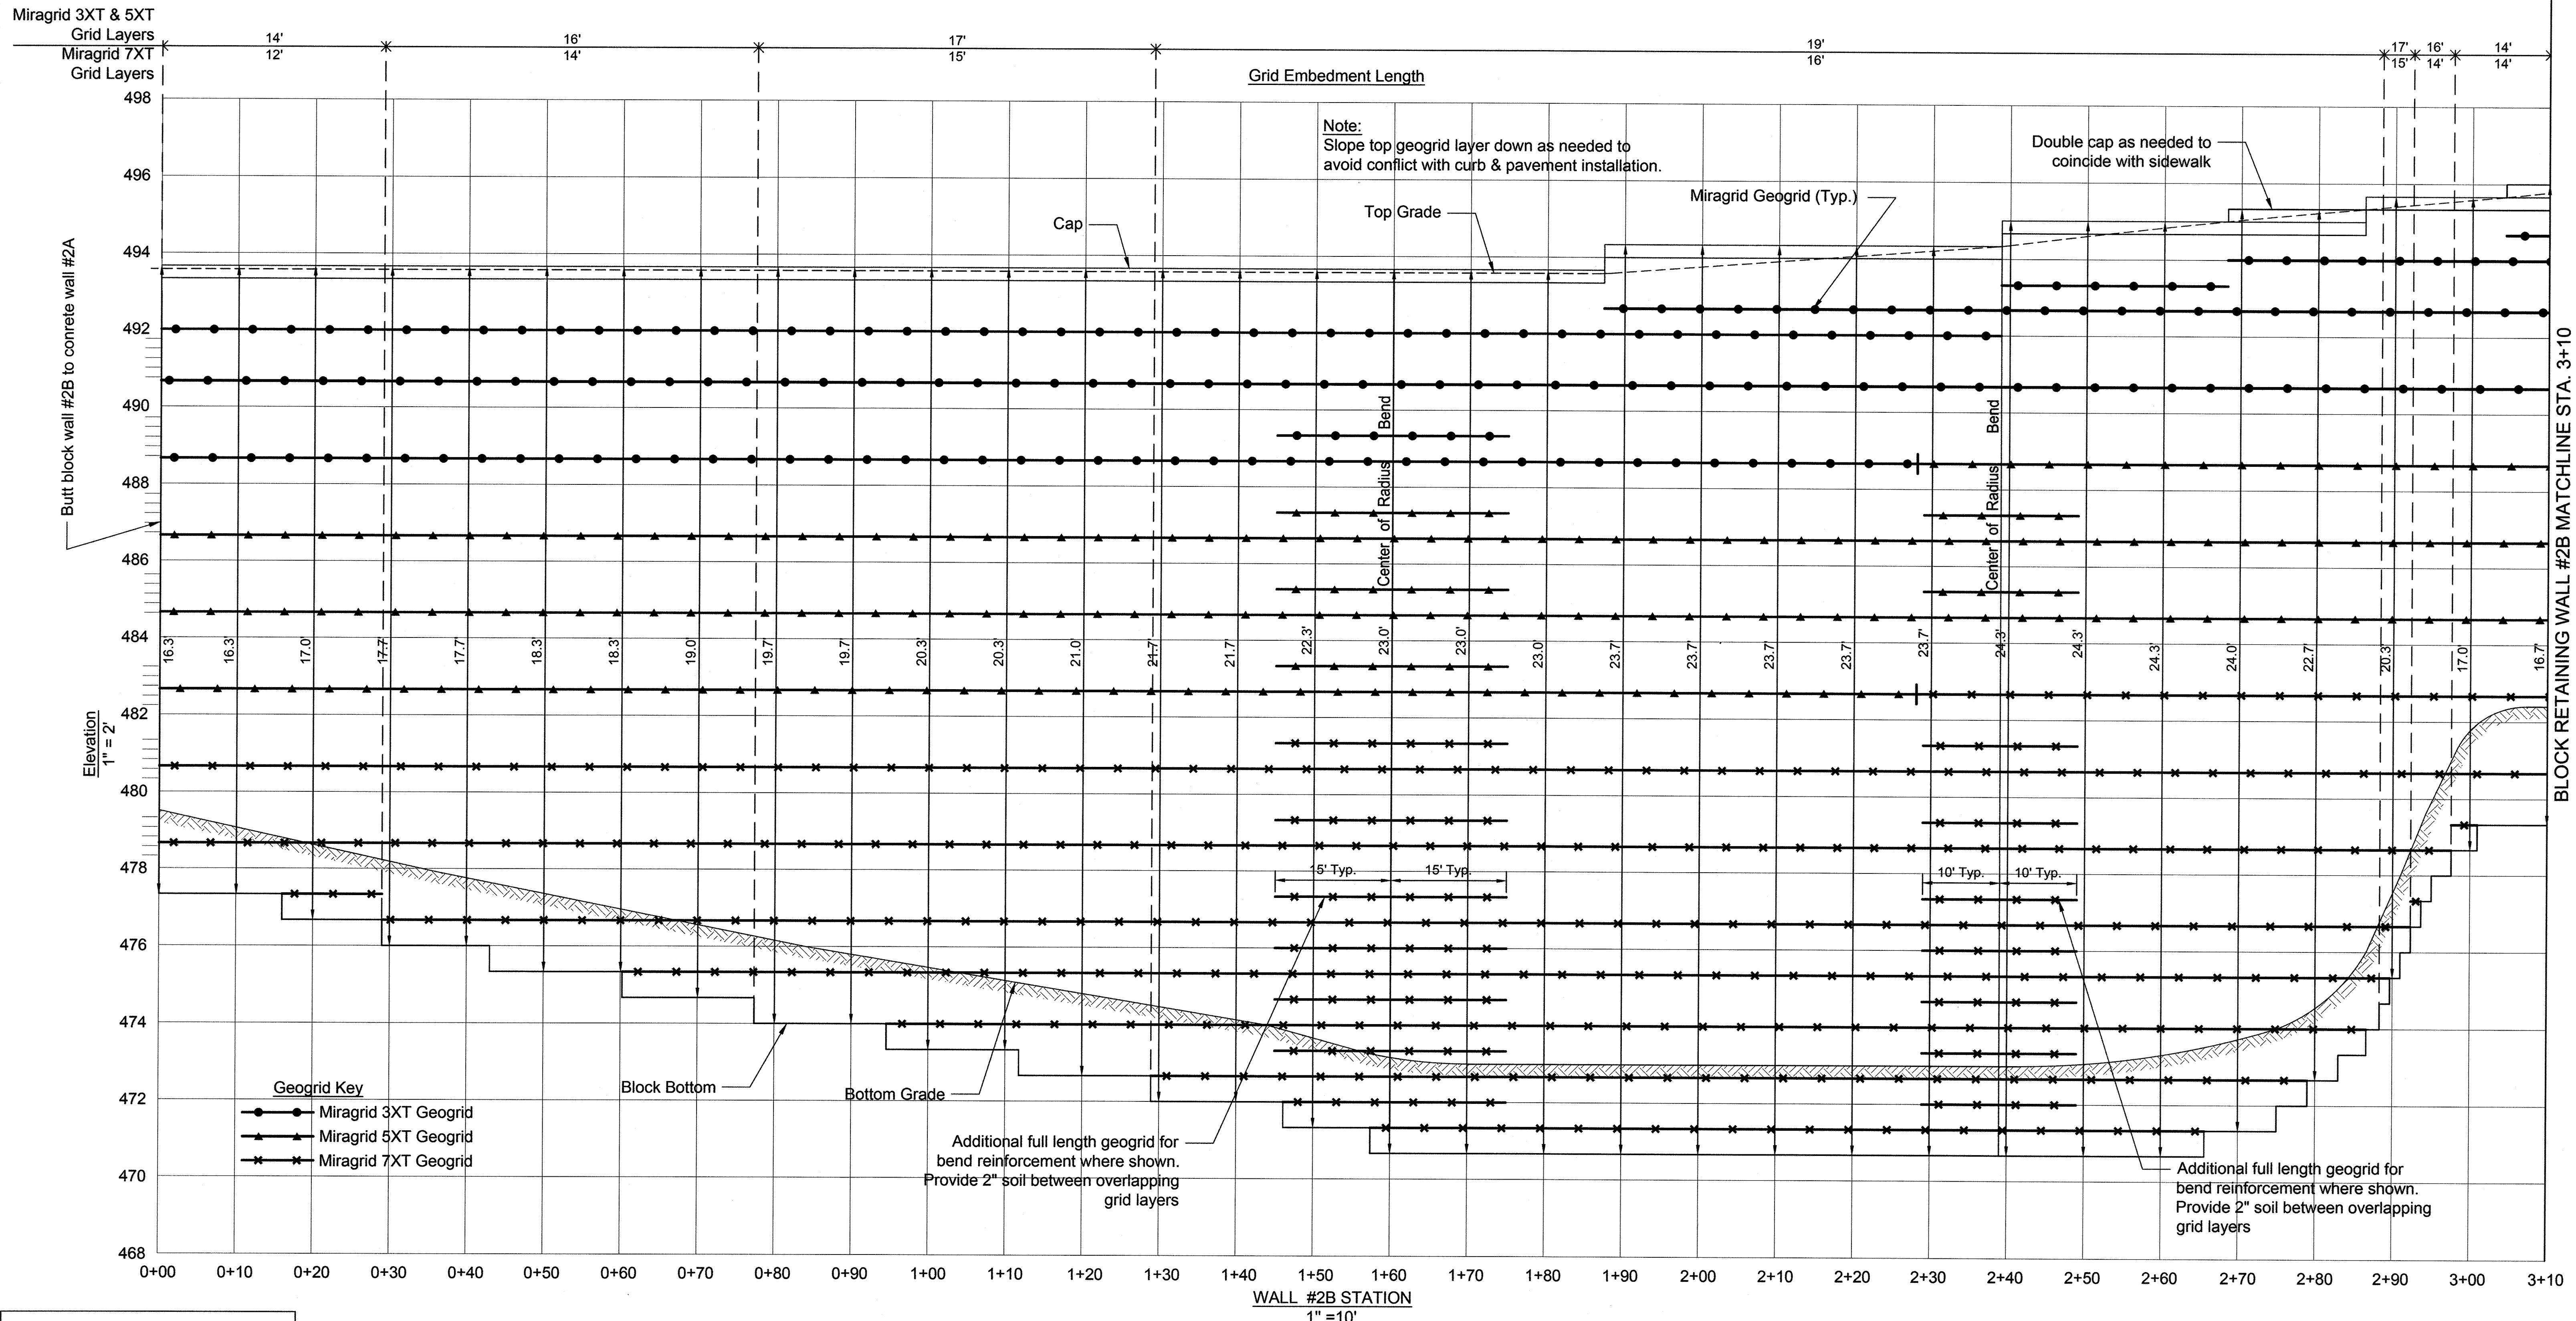 Miragrid 3XT & 5XT
Grid Layers
Miragrid 7XT
Grid Layers
14'
12'
16'
14'
17'
15'
19'
16'
17'
15'
16'
14'
14'
14'
Grid Embedment Length
498
496
494
492
490
488
486
484
482
480
478
476
474
472
470
468
Elevation
1" = 2'
Butt block wall #2B to conrete wall #2A
Note:
Slope top geogrid layer down as needed to
avoid conflict with curb & pavement installation.
Cap
Top Grade
Miragrid Geogrid (Typ.)
Double cap as needed to
coincide with sidewalk
Center of Radius Bend
Center of Radius Bend
16.3'
16.3'
17.0'
17.7'
17.7'
18.3'
18.3'
19.0'
19.7'
19.7'
20.3'
20.3'
21.0'
21.7'
21.7'
22.3'
23.0'
23.0'
23.0'
23.7'
23.7'
23.7'
23.7'
23.7'
24.3'
24.3'
24.3'
24.0'
22.7'
20.3'
17.0'
16.7'
15' Typ.
15' Typ.
10' Typ.
10' Typ.
Block Bottom
Bottom Grade
Geogrid Key
Miragrid 3XT Geogrid
Miragrid 5XT Geogrid
Miragrid 7XT Geogrid
Additional full length geogrid for
bend reinforcement where shown.
Provide 2" soil between overlapping
grid layers
Additional full length geogrid for
bend reinforcement where shown.
Provide 2" soil between overlapping
grid layers
0+00
0+10
0+20
0+30
0+40
0+50
0+60
0+70
0+80
0+90
1+00
1+10
1+20
1+30
1+40
1+50
1+60
1+70
1+80
1+90
2+00
2+10
2+20
2+30
2+40
2+50
2+60
2+70
2+80
2+90
3+00
3+10
WALL #2B STATION
1" =10'
BLOCK RETAINING WALL #2B MATCHLINE STA. 3+10